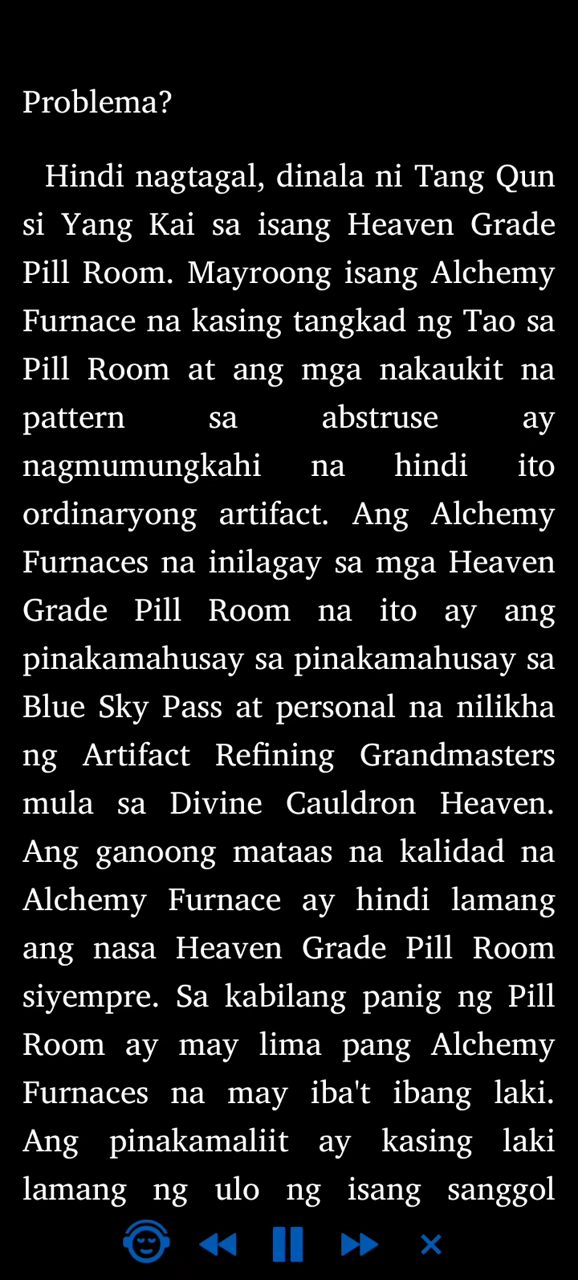 Problema?
Hindi nagtagal, dinala ni Tang Qun
si Yang Kai sa isang Heaven Grade
Pill Room. Mayroong isang Alchemy
Furnace na kasing tangkad ng Tao sa
Pill Room at ang mga nakaukit na
pattern sa abstruse ay
nagmumungkahi na hindi ito
ordinaryong artifact. Ang Alchemy
Furnaces na inilagay sa mga Heaven
Grade Pill Room na ito ay ang
pinakamahusay sa pinakamahusay sa
Blue Sky Pass at personal na nilikha
ng Artifact Refining Grandmasters
mula sa Divine Cauldron Heaven.
Ang ganoong mataas na kalidad na
Alchemy Furnace ay hindi lamang
ang nasa Heaven Grade Pill Room
siyempre. Sa kabilang panig ng Pill
Room ay may lima pang Alchemy
Furnaces na may iba't ibang laki.
Ang pinakamaliit ay kasing laki
lamang ng ulo ng isang sanggol